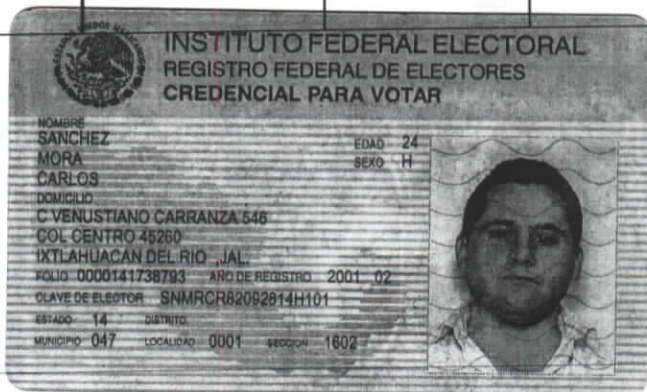 INSTITUTO FEDERAL ELECTORAL
REGISTRO FEDERAL DE ELECTORES
CREDENCIAL PARA VOTAR
NOMBRE
SANCHEZ
MORA
CARLOS
EDAD 24
SEXO H
DOMICILIO
C VENUSTIANO CARRANZA 546
COL CENTRO 45260
IXTLAHUACAN DEL RIO ,JAL.
FOLIO 0000141738793 AÑO DE REGISTRO 2001 02
CLAVE DE ELECTOR SNMRCR82092814H101
ESTADO 14 DISTRITO
MUNICIPIO 047 LOCALIDAD 0001 SECCION 1602